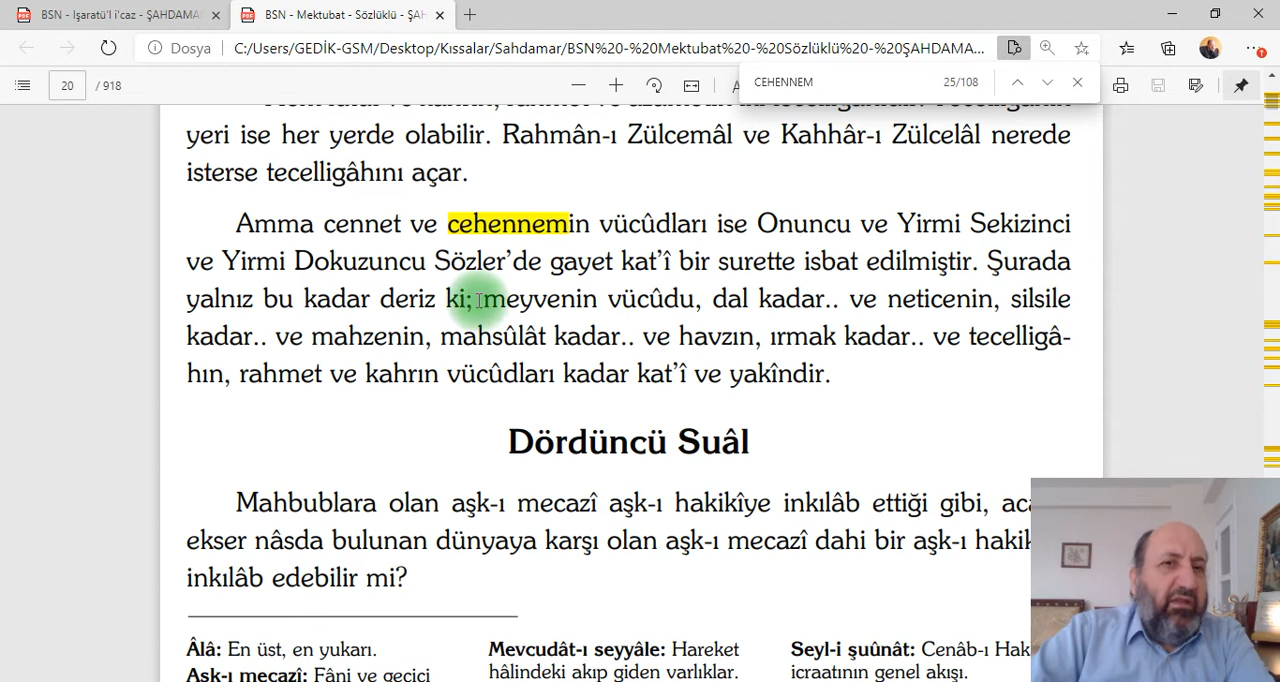 BSN - Işaratü'l i'caz - ŞAHDAMA
BSN - Mektubat - Sözlüklü - ŞAH
Dosya
C:/Users/GEDİK-GSM/Desktop/Kıssalar/Sahdamar/BSN%20-%20Mektubat%20-%20Sözlüklü%20-%20ŞAHDAMA...
20 / 918
CEHENNEM 25/108
yeri ise her yerde olabilir. Rahmân-ı Zülcemâl ve Kahhâr-ı Zülcelâl nerede
isterse tecelligâhını açar.
Amma cennet ve cehennemin vücûdları ise Onuncu ve Yirmi Sekizinci
ve Yirmi Dokuzuncu Sözler'de gayet kat'î bir surette isbat edilmiştir. Şurada
yalnız bu kadar deriz ki; meyvenin vücûdu, dal kadar.. ve neticenin, silsile
kadar.. ve mahzenin, mahsûlât kadar.. ve havzın, ırmak kadar.. ve tecelligâ-
hın, rahmet ve kahrın vücûdları kadar kat'î ve yakîndir.
Dördüncü Suâl
Mahbublara olan aşk-ı mecazî aşk-ı hakikîye inkılâb ettiği gibi, aca
ekser nâsda bulunan dünyaya karşı olan aşk-ı mecazî dahi bir aşk-ı hakik
inkılâb edebilir mi?
Âlâ: En üst, en yukarı.
Aşk-ı mecazî: Fâni ve geçici
Mevcudât-ı seyyâle: Hareket
hâlindeki akıp giden varlıklar.
Seyl-i şuûnât: Cenâb-ı Hak
icraatının genel akışı.